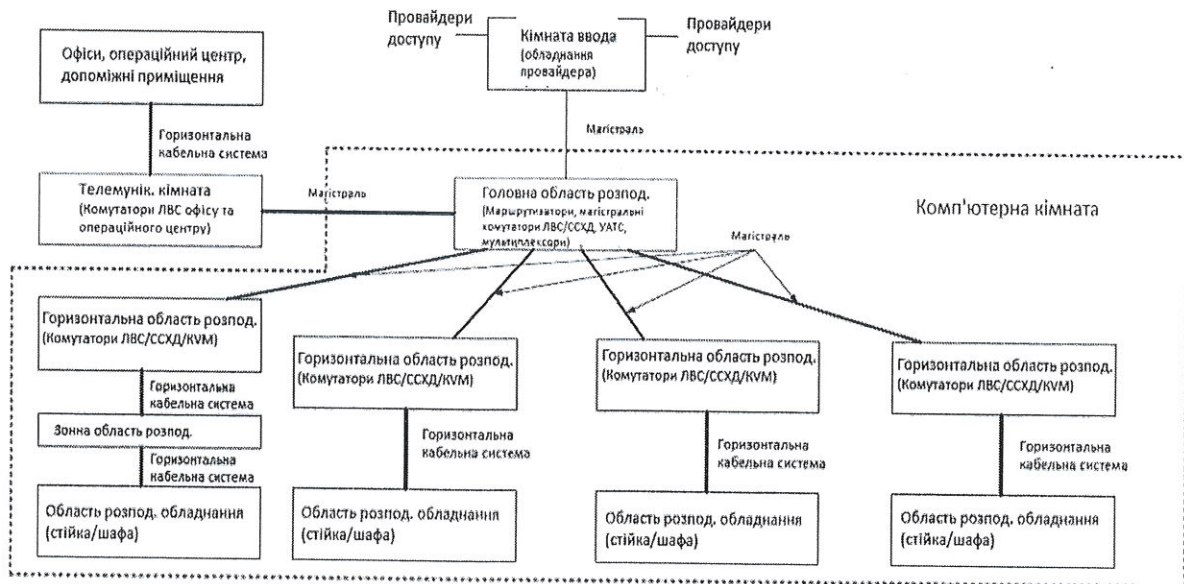 Провайдери
доступу
Кімната ввода
(обладнання
провайдера)
Провайдери
доступу
Офіси, операційний центр,
допоміжні приміщення
Горизонтальна
кабельна система
Магістраль
Телемунік. кімната
(Комутатори ЛВС офісу та
операційного центру)
Магістраль
Головна область розпод.
(Маршрутизатори, магістральні
комутатори ЛВС/ССХД, УАТС,
мультиплексори)
Комп'ютерна кімната
Магістраль
Горизонтальна область розпод.
(Комутатори ЛВС/ССХД/KVM)
Горизонтальна
кабельна система
Зонна область розпод.
Горизонтальна
кабельна система
Область розпод. обладнання
(стійка/шафа)
Горизонтальна область розпод.
(Комутатори ЛВС/ССХД/KVM)
Горизонтальна
кабельна система
Область розпод. обладнання
(стійка/шафа)
Горизонтальна область розпод.
(Комутатори ЛВС/ССХД/KVM)
Горизонтальна
кабельна система
Область розпод. обладнання
(стійка/шафа)
Горизонтальна область розпод.
(Комутатори ЛВС/ССХД/KVM)
Горизонтальна
кабельна система
Область розпод. обладнання
(стійка/шафа)